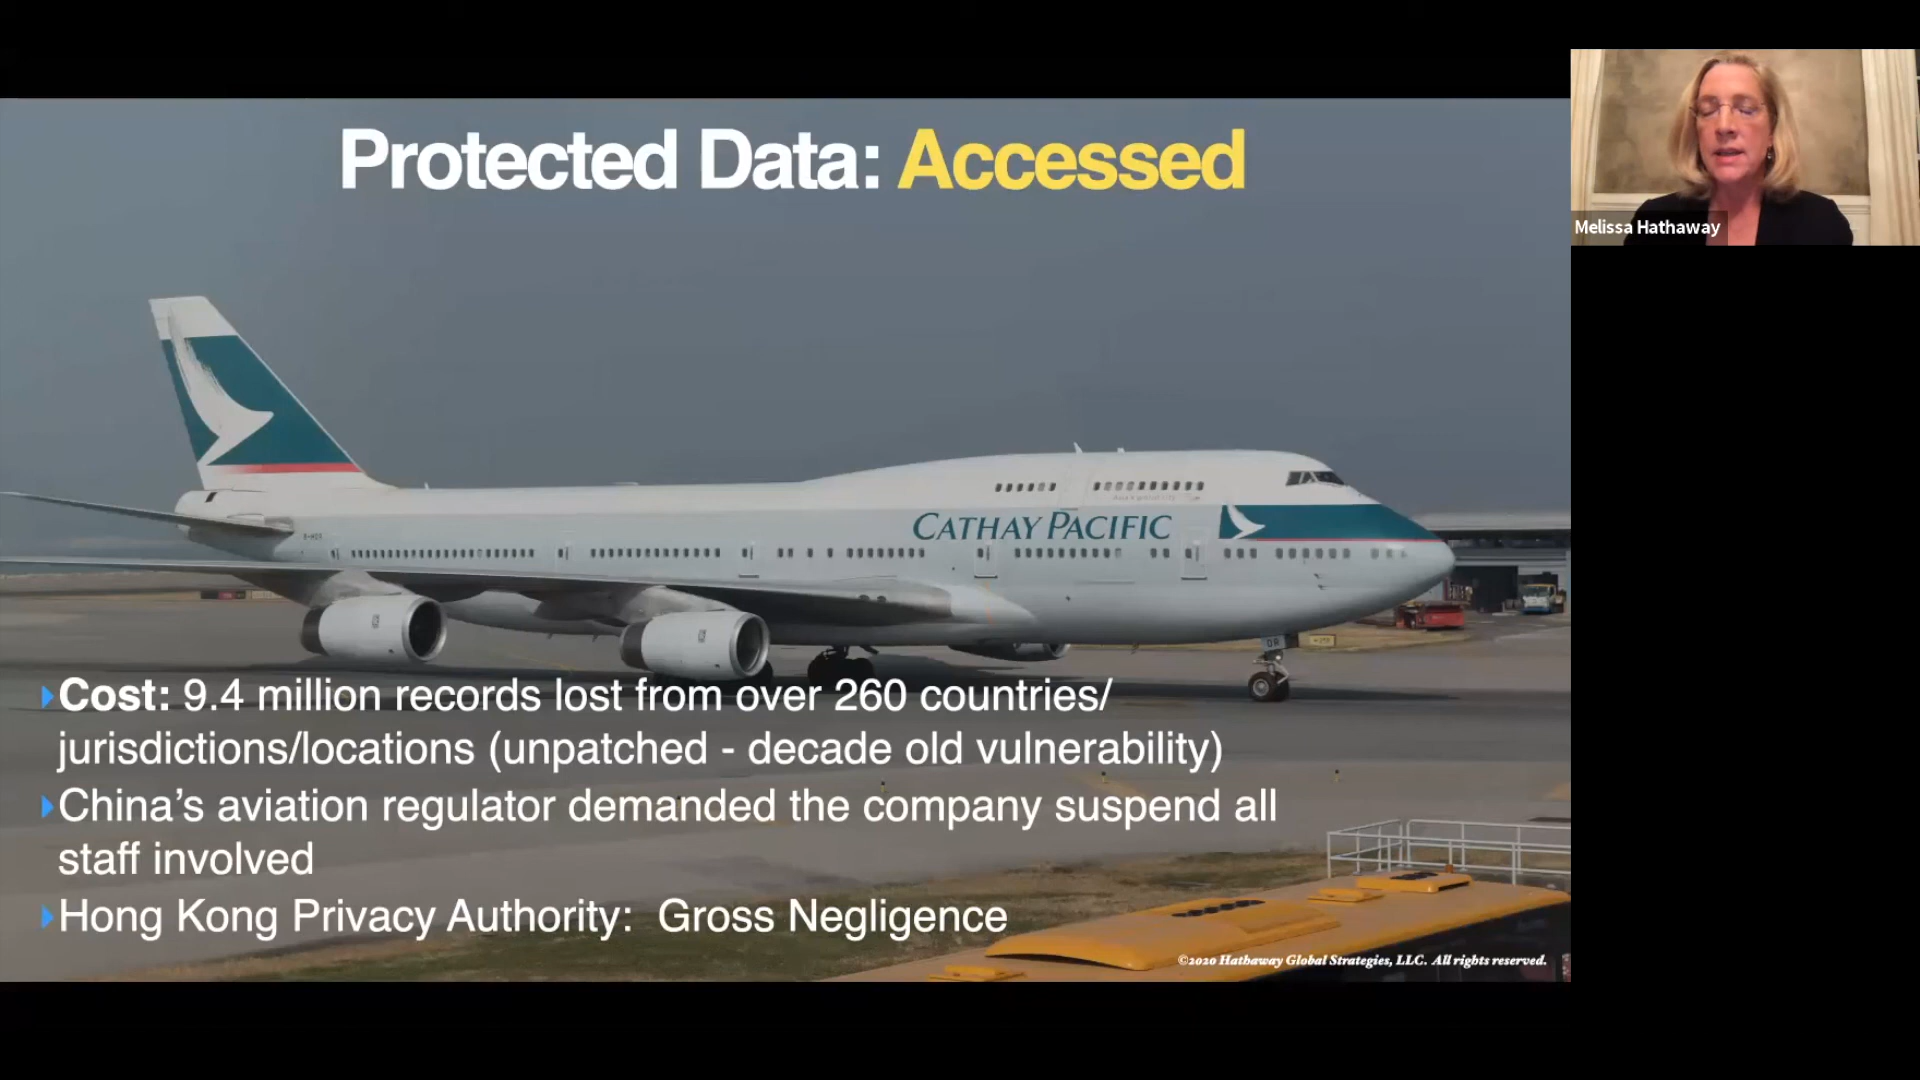 Protected Data: Accessed
Melissa Hathaway
CATHAY PACIFIC
Cost: 9.4 million records lost from over 260 countries/
jurisdictions/locations (unpatched - decade old vulnerability)
China’s aviation regulator demanded the company suspend all
staff involved
Hong Kong Privacy Authority: Gross Negligence
©2020 Hathaway Global Strategies, LLC. All rights reserved.